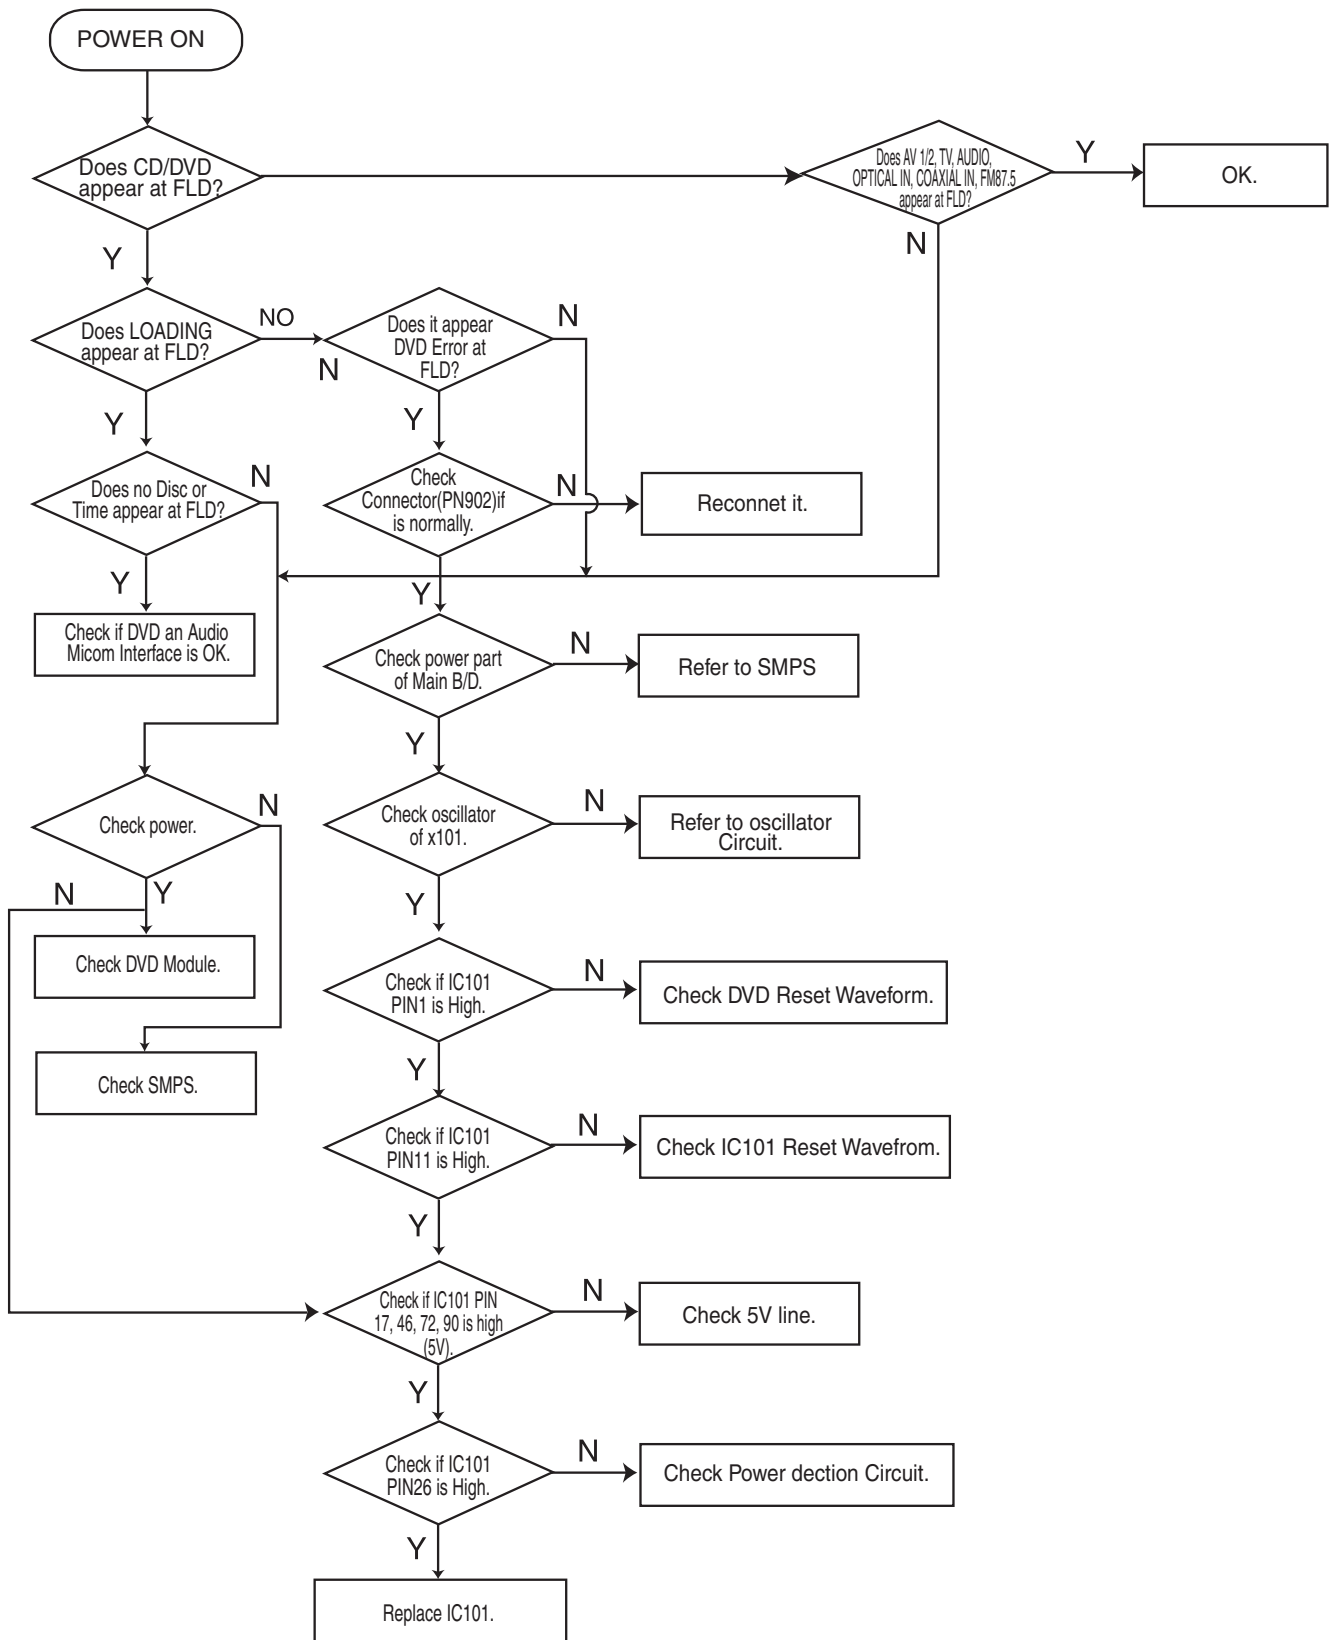 POWER ON
Does CD/DVD
appear at FLD?
Does AV 1/2, TV, AUDIO,
OPTICAL IN, COAXIAL IN, FM87.5
appear at FLD?
Y
OK.
N
Y
Does LOADING
appear at FLD?
NO
N
Does it appear
DVD Error at
FLD?
N
Y
Y
Does no Disc or
Time appear at FLD?
N
Check
Connector(PN902)if
is normally.
N
Reconnet it.
Y
Y
Check if DVD an Audio
Micom Interface is OK.
Check power part
of Main B/D.
N
Refer to SMPS
Y
Check power.
N
Check oscillator
of x101.
N
Refer to oscillator
Circuit.
N
Y
Y
Check DVD Module.
Check if IC101
PIN1 is High.
N
Check DVD Reset Waveform.
Check SMPS.
Y
Check if IC101
PIN11 is High.
N
Check IC101 Reset Wavefrom.
Y
Check if IC101 PIN
17, 46, 72, 90 is high
(5V).
N
Check 5V line.
Y
Check if IC101
PIN26 is High.
N
Check Power dection Circuit.
Y
Replace IC101.